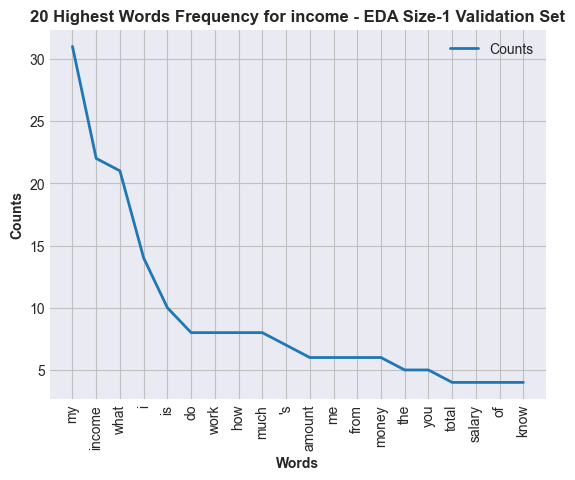 20 Highest Words Frequency for income - EDA Size-1 Validation Set
Counts
30
25
20
15
10
5
Counts
my
income
what
i
is
do
work
how
much
's
amount
me
from
money
the
you
total
salary
of
know
Words